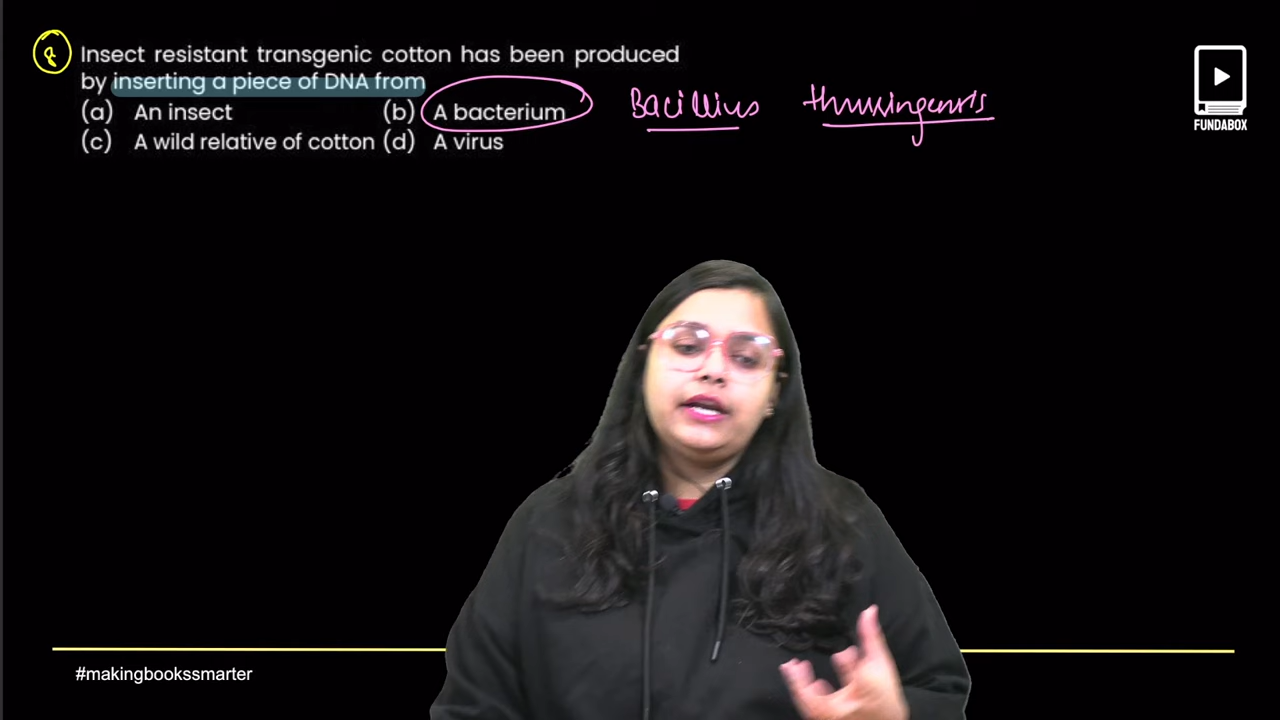 Q
Insect resistant transgenic cotton has been produced
by inserting a piece of DNA from
(a) An insect (b) A bacterium Bacillius thuringensis
(c) A wild relative of cotton (d) A virus
FUNDABOX
#makingbookssmarter